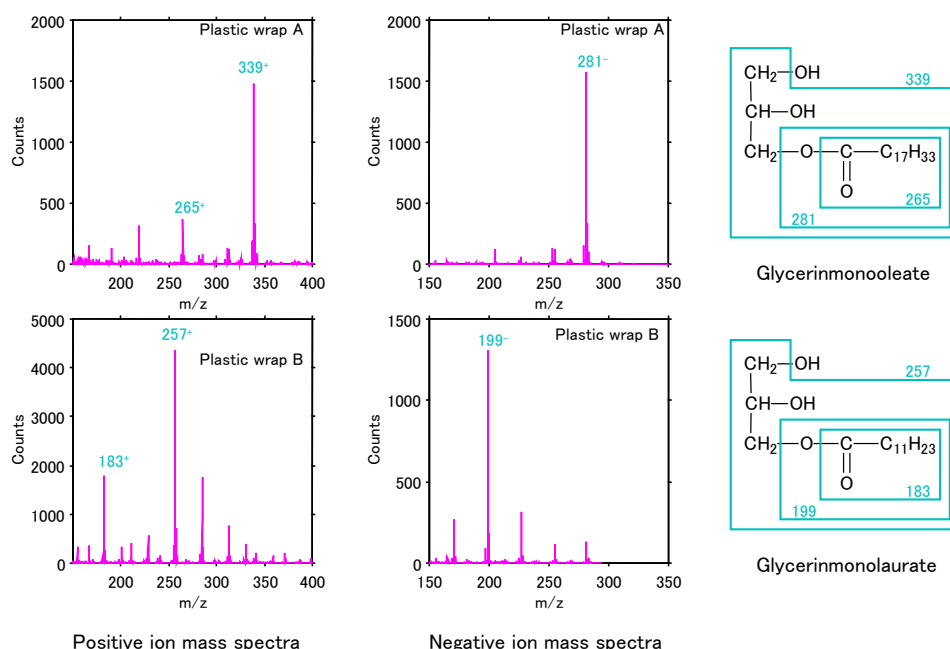 2000
1500
1000
500
0
Counts
Plastic wrap A
339⁺
265⁺
200
250
300
350
400
m/z
2000
1500
1000
500
0
Counts
Plastic wrap A
281⁻
150
200
250
300
350
m/z
CH₂—OH
339
CH—OH
CH₂—O—C—C₁₇H₃₃
O
265
281
Glycerinmonooleate
5000
4000
3000
2000
1000
0
Counts
257⁺
Plastic wrap B
183⁺
200
250
300
350
400
m/z
Positive ion mass spectra
1500
1000
500
0
Counts
199⁻
Plastic wrap B
150
200
250
300
350
m/z
Negative ion mass spectra
CH₂—OH
257
CH—OH
CH₂—O—C—C₁₁H₂₃
O
183
199
Glycerinmonolaurate